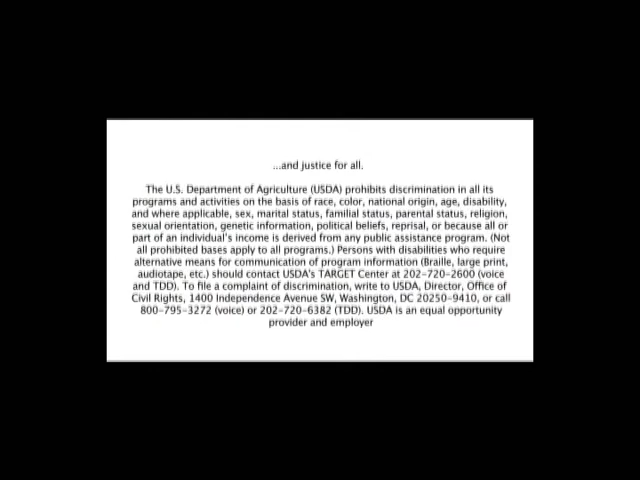 ...and justice for all.
The U.S. Department of Agriculture (USDA) prohibits discrimination in all its
programs and activities on the basis of race, color, national origin, age, disability,
and where applicable, sex, marital status, familial status, parental status, religion,
sexual orientation, genetic information, political beliefs, reprisal, or because all or
part of an individual's income is derived from any public assistance program. (Not
all prohibited bases apply to all programs.) Persons with disabilities who require
alternative means for communication of program information (Braille, large print,
audiotape, etc.) should contact USDA's TARGET Center at 202-720-2600 (voice
and TDD). To file a complaint of discrimination, write to USDA, Director, Office of
Civil Rights, 1400 Independence Avenue SW, Washington, DC 20250-9410, or call
800-795-3272 (voice) or 202-720-6382 (TDD). USDA is an equal opportunity
provider and employer